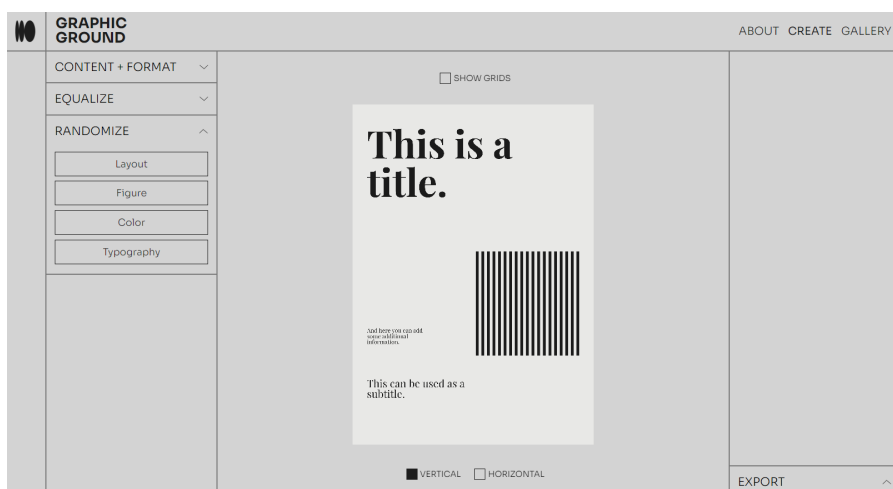 GRAPHIC
GROUND
ABOUT CREATE GALLERY
CONTENT + FORMAT
EQUALIZE
RANDOMIZE
Layout
Figure
Color
Typography
SHOW GRIDS
This is a
title.
And here you can add
some additional
information.
This can be used as a
subtitle.
VERTICAL HORIZONTAL
EXPORT